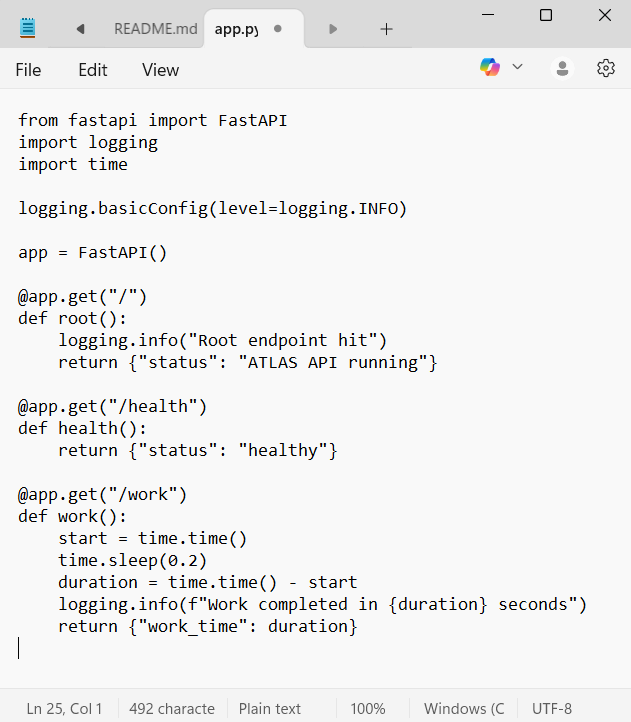 README.md
app.py
File Edit View
from fastapi import FastAPI
import logging
import time
logging.basicConfig(level=logging.INFO)
app = FastAPI()
@app.get("/")
def root():
    logging.info("Root endpoint hit")
    return {"status": "ATLAS API running"}
@app.get("/health")
def health():
    return {"status": "healthy"}
@app.get("/work")
def work():
    start = time.time()
    time.sleep(0.2)
    duration = time.time() - start
    logging.info(f"Work completed in {duration} seconds")
    return {"work_time": duration}
Ln 25, Col 1 492 characte Plain text 100% Windows (C UTF-8